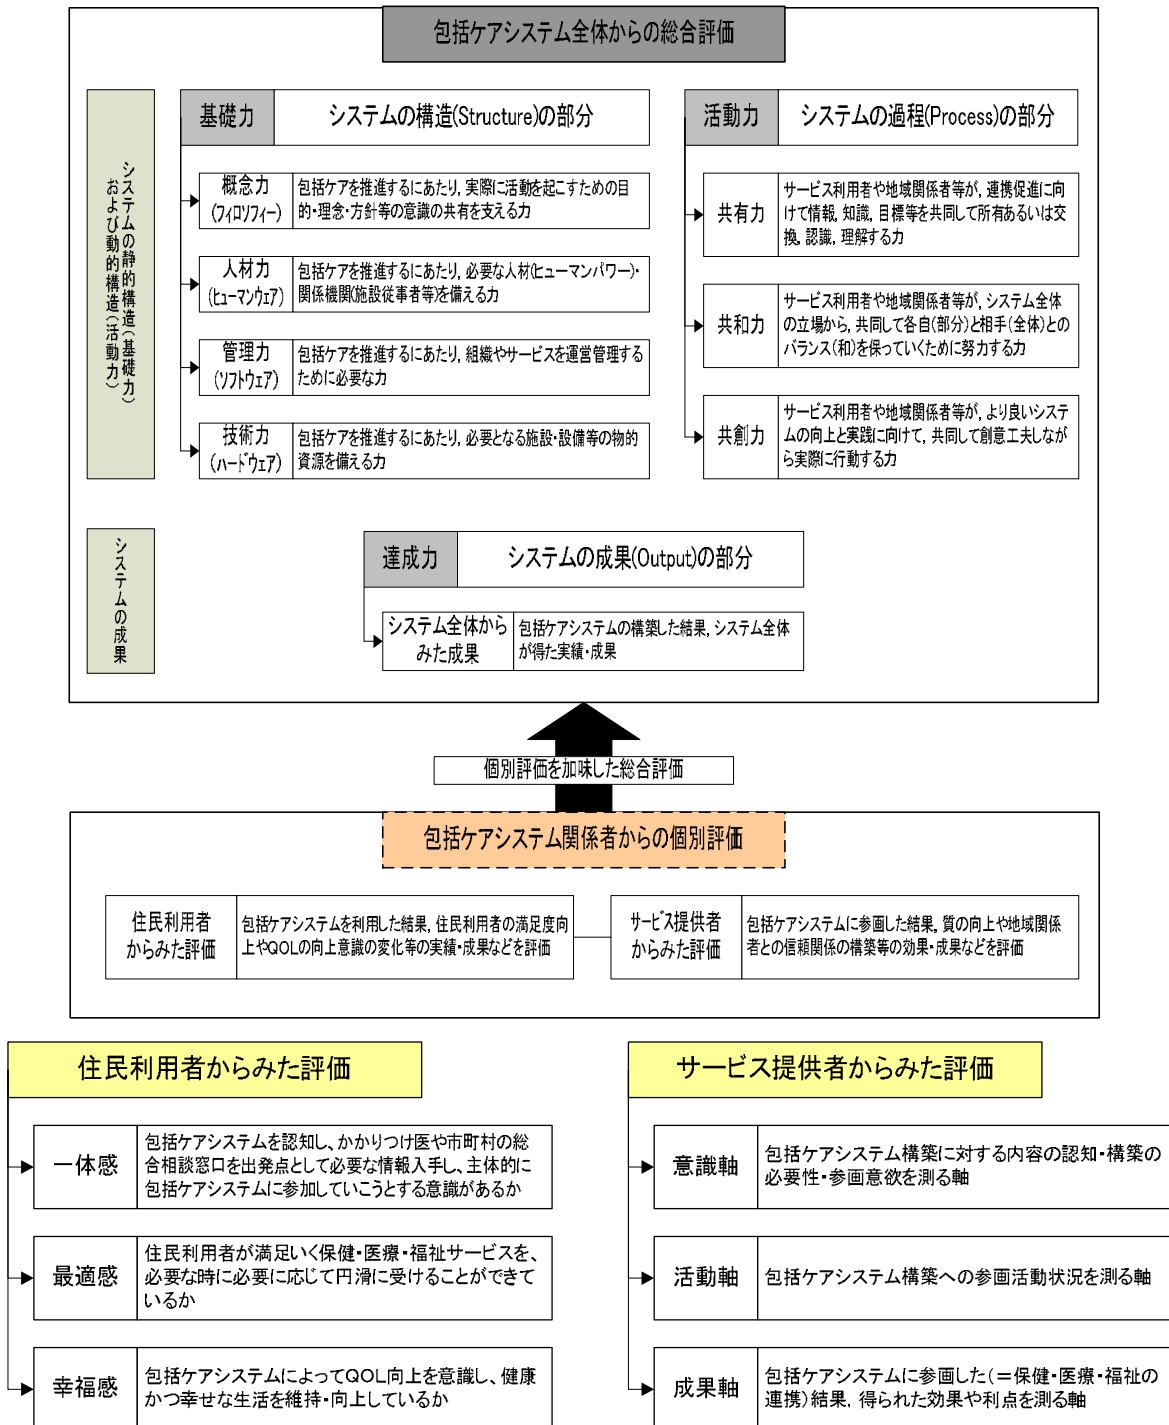 包括ケアシステム全体からの総合評価
システムの静的構造(基礎力)
および動的構造(活動力)
基礎力
システムの構造(Structure)の部分
概念力
(フィロソフィー)
包括ケアを推進するにあたり,実際に活動を起こすための目
的・理念・方針等の意識の共有を支える力
人材力
(ヒューマンウェア)
包括ケアを推進するにあたり,必要な人材(ヒューマンパワー)・
関係機関(施設従事者等)を備える力
管理力
(ソフトウェア)
包括ケアを推進するにあたり,組織やサービスを運営管理する
ために必要な力
技術力
(ハードウェア)
包括ケアを推進するにあたり,必要となる施設・設備等の物的
資源を備える力
活動力
システムの過程(Process)の部分
共有力
サービス利用者や地域関係者等が,連携促進に向
けて情報,知識,目標等を共同して所有あるいは交
換,認識,理解する力
共和力
サービス利用者や地域関係者等が,システム全体
の立場から,共同して各自(部分)と相手(全体)との
バランス(和)を保っていくために努力する力
共創力
サービス利用者や地域関係者等が,より良いシステ
ムの向上と実践に向けて,共同して創意工夫しなが
ら実際に行動する力
システムの成果
達成力
システムの成果(Output)の部分
システム全体から
みた成果
包括ケアシステムの構築した結果,システム全体
が得た実績・成果
個別評価を加味した総合評価
包括ケアシステム関係者からの個別評価
住民利用者
からみた評価
包括ケアシステムを利用した結果,住民利用者の満足度向
上やQOLの向上意識の変化等の実績・成果などを評価
サービス提供者
からみた評価
包括ケアシステムに参画した結果,質の向上や地域関係
者との信頼関係の構築等の効果・成果などを評価
住民利用者からみた評価
一体感
包括ケアシステムを認知し、かかりつけ医や市町村の総
合相談窓口を出発点として必要な情報入手し、主体的に
包括ケアシステムに参加していこうとする意識があるか
最適感
住民利用者が満足いく保健・医療・福祉サービスを、
必要な時に必要に応じて円滑に受けることができて
いるか
幸福感
包括ケアシステムによってQOL向上を意識し、健康
かつ幸せな生活を維持・向上しているか
サービス提供者からみた評価
意識軸
包括ケアシステム構築に対する内容の認知・構築の
必要性・参画意欲を測る軸
活動軸
包括ケアシステム構築への参画活動状況を測る軸
成果軸
包括ケアシステムに参画した(=保健・医療・福祉の
連携)結果,得られた効果や利点を測る軸